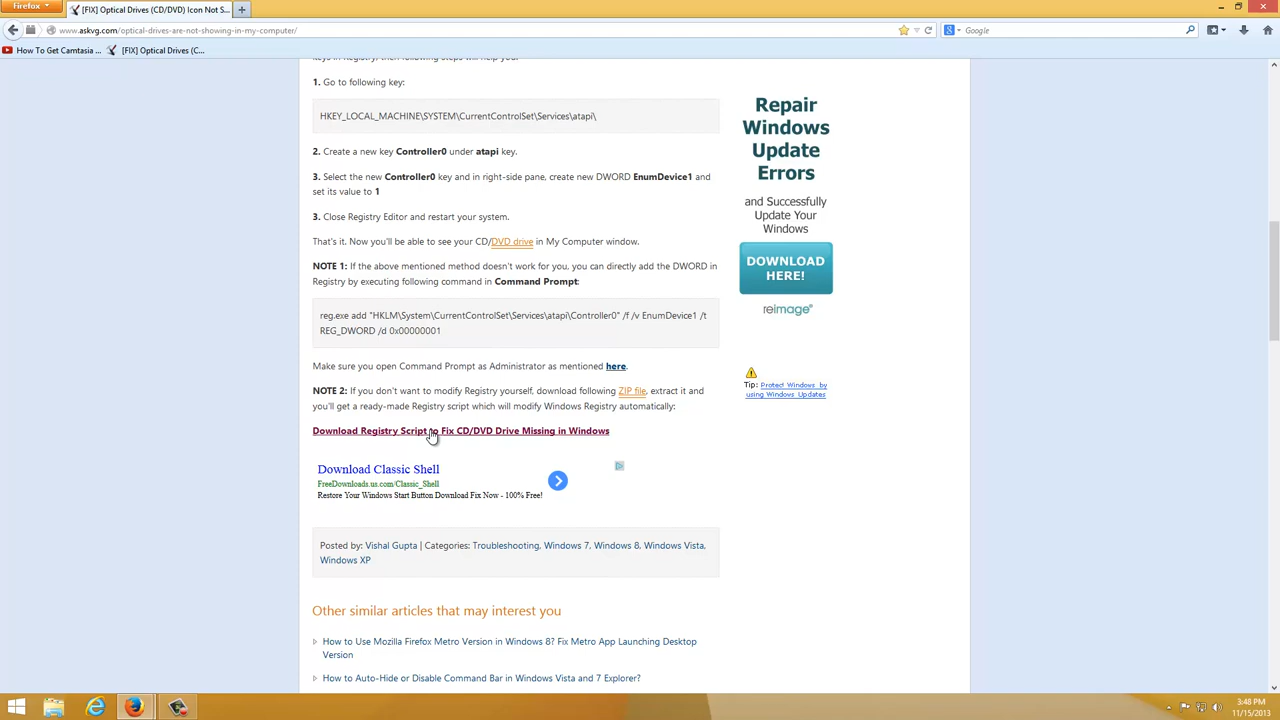 Firefox
[FIX] Optical Drives (CD/DVD) Icon Not S...
www.askvg.com/optical-drives-are-not-showing-in-my-computer/
Google
How To Get Camtasia ...
[FIX] Optical Drives (C...
keys in Registry, then following steps will help you:
1. Go to following key:
HKEY_LOCAL_MACHINE\SYSTEM\CurrentControlSet\Services\atapi\
2. Create a new key Controller0 under atapi key.
3. Select the new Controller0 key and in right-side pane, create new DWORD EnumDevice1 and
set its value to 1
3. Close Registry Editor and restart your system.
That's it. Now you'll be able to see your CD/DVD drive in My Computer window.
NOTE 1: If the above mentioned method doesn't work for you, you can directly add the DWORD in
Registry by executing following command in Command Prompt:
reg.exe add "HKLM\System\CurrentControlSet\Services\atapi\Controller0" /f /v EnumDevice1 /t
REG_DWORD /d 0x00000001
Make sure you open Command Prompt as Administrator as mentioned here.
NOTE 2: If you don't want to modify Registry yourself, download following ZIP file, extract it and
you'll get a ready-made Registry script which will modify Windows Registry automatically:
Download Registry Script to Fix CD/DVD Drive Missing in Windows
Download Classic Shell
FreeDownloads.us.com/Classic_Shell
Restore Your Windows Start Button Download Fix Now - 100% Free!
Posted by: Vishal Gupta | Categories: Troubleshooting, Windows 7, Windows 8, Windows Vista,
Windows XP
Other similar articles that may interest you
How to Use Mozilla Firefox Metro Version in Windows 8? Fix Metro App Launching Desktop
Version
How to Auto-Hide or Disable Command Bar in Windows Vista and 7 Explorer?
Repair
Windows
Update
Errors
and Successfully
Update Your
Windows
DOWNLOAD
HERE!
reimage
Tip: Protect Windows by
using Windows Updates
3:48 PM
11/15/2013